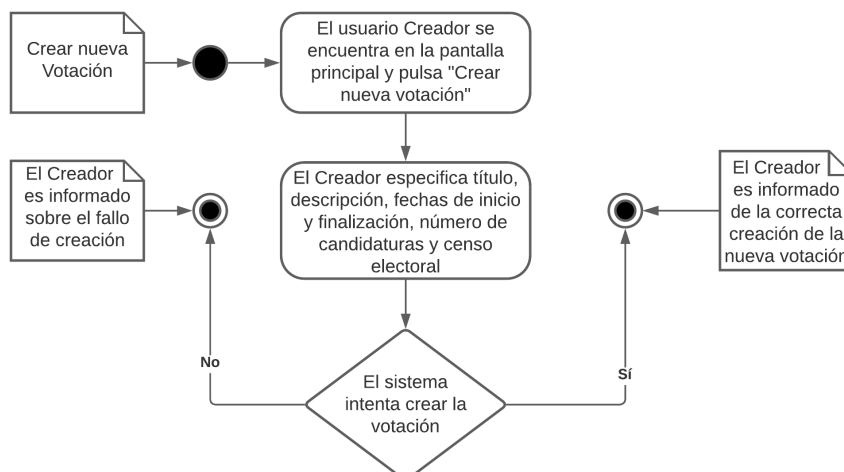 Crear nueva
Votación
El usuario Creador se
encuentra en la pantalla
principal y pulsa "Crear
nueva votación"
El Creador
es informado
sobre el fallo
de creación
El Creador especifica título,
descripción, fechas de inicio
y finalización, número de
candidaturas y censo
electoral
El Creador
es informado
de la correcta
creación de la
nueva votación
No
Sí
El sistema
intenta crear la
votación